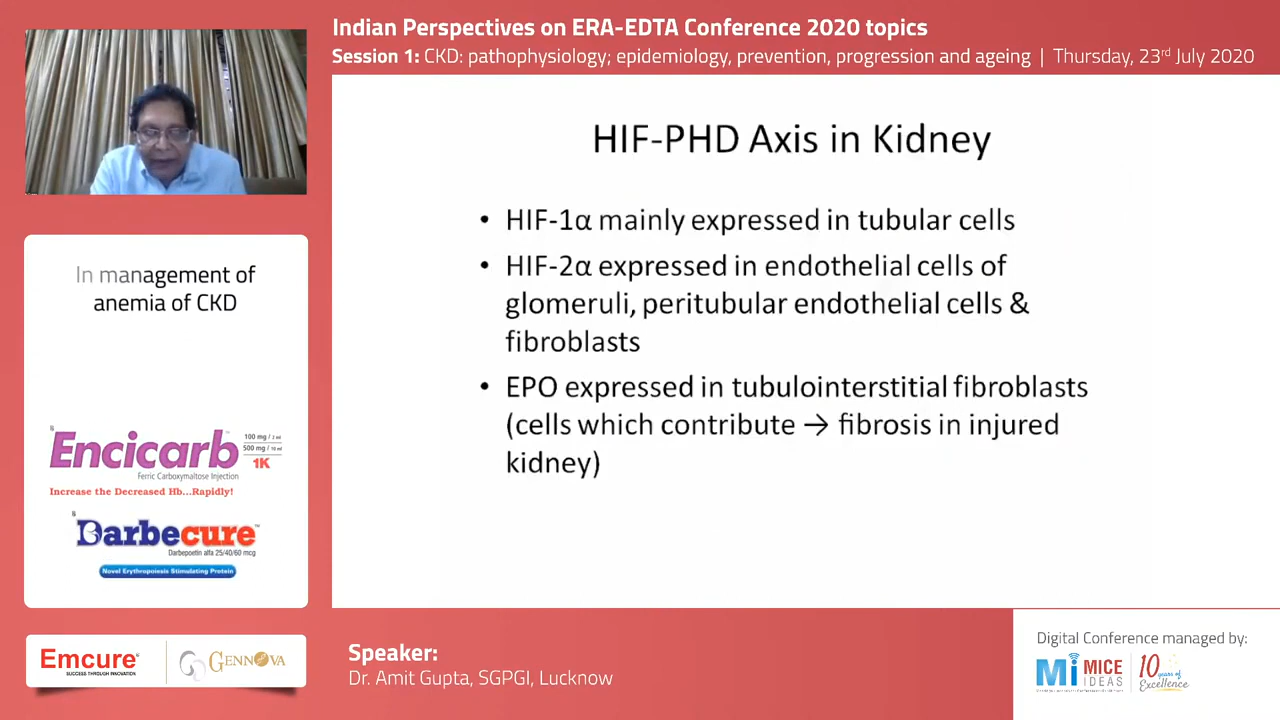 Indian Perspectives on ERA-EDTA Conference 2020 topics
Session 1: CKD: pathophysiology; epidemiology, prevention, progression and ageing | Thursday, 23rd July 2020
In management of
anemia of CKD
Encicarb
100 mg / 2 ml
500 mg / 10 ml
1K
Ferric Carboxymaltose Injection
Increase the Decreased Hb...Rapidly!
Darbecure™
Darbepoetin alfa 25/40/60 mcg
Novel Erythropoiesis Stimulating Protein
HIF-PHD Axis in Kidney
• HIF-1α mainly expressed in tubular cells
• HIF-2α expressed in endothelial cells of
glomeruli, peritubular endothelial cells &
fibroblasts
• EPO expressed in tubulointerstitial fibroblasts
(cells which contribute → fibrosis in injured
kidney)
Emcure®
SUCCESS THROUGH INNOVATION
GENNOVA
Speaker:
Dr. Amit Gupta, SGPGI, Lucknow
Digital Conference managed by:
Mi MICE
IDEAS
10 years of
Excellence